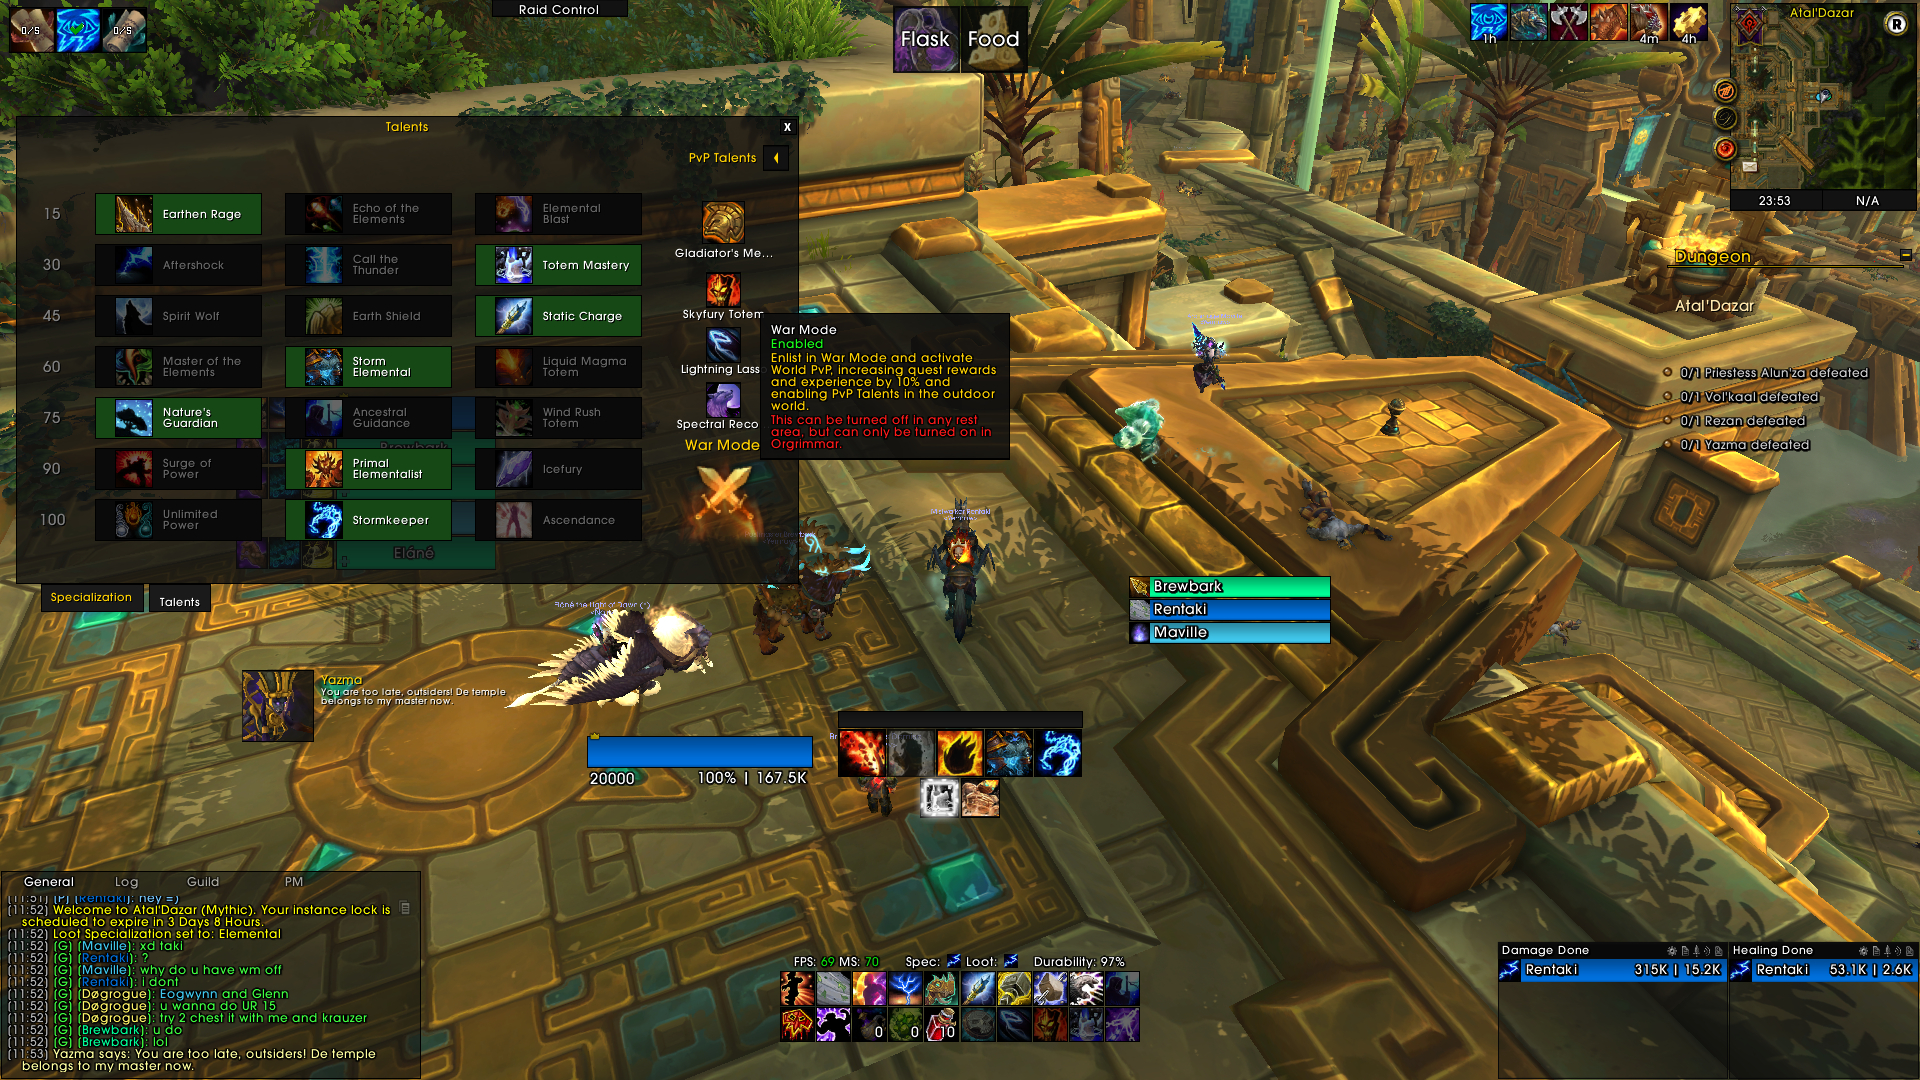 0/5
0/5
Raid Control
Flask
Food
1h
4m
4h
Atal'Dazar
R
23:53
N/A
Talents
X
PvP Talents
15
Earthen Rage
Echo of the
Elements
Elemental
Blast
30
Aftershock
Call the
Thunder
Totem Mastery
45
Spirit Wolf
Earth Shield
Static Charge
60
Master of the
Elements
Storm
Elemental
Liquid Magma
Totem
75
Nature's
Guardian
Ancestral
Guidance
Wind Rush
Totem
90
Surge of
Power
Primal
Elementalist
Icefury
100
Unlimited
Power
Stormkeeper
Ascendance
Brewbark
Eláné
Gladiator's Me...
Skyfury Totem
Lightning Lass
Spectral Reco
War Mode
War Mode
Enabled
Enlist in War Mode and activate
World PvP, increasing quest rewards
and experience by 10% and
enabling PvP Talents in the outdoor
world.
This can be turned off in any rest
area, but can only be turned on in
Orgrimmar.
Specialization
Talents
Dungeon
Atal'Dazar
0/1 Priestess Alun'za defeated
0/1 Vol'kaal defeated
0/1 Rezan defeated
0/1 Yazma defeated
Brewbark
Rentaki
Maville
Yazma
You are too late, outsiders! De temple
belongs to my master now.
20000
100% | 167.5K
General
Log
Guild
PM
[11:51] [P] [Rentaki]: hey =)
[11:52] Welcome to Atal'Dazar (Mythic). Your instance lock is
scheduled to expire in 3 Days 8 Hours.
[11:52] Loot Specialization set to: Elemental
[11:52] [G] [Maville]: xd taki
[11:52] [G] [Rentaki]: ?
[11:52] [G] [Maville]: why do u have wm off
[11:52] [G] [Rentaki]: i dont
[11:52] [G] [Døgrogue]: Eogwynn and Glenn
[11:52] [G] [Døgrogue]: u wanna do UR 15
[11:52] [G] [Døgrogue]: try 2 chest it with me and krauzer
[11:52] [G] [Brewbark]: u do
[11:52] [G] [Brewbark]: lol
[11:53] Yazma says: You are too late, outsiders! De temple
belongs to my master now.
FPS: 69 MS: 70
Spec:
Loot:
Durability: 97%
0
0
10
Damage Done
Rentaki
315K | 15.2K
Healing Done
Rentaki
53.1K | 2.6K